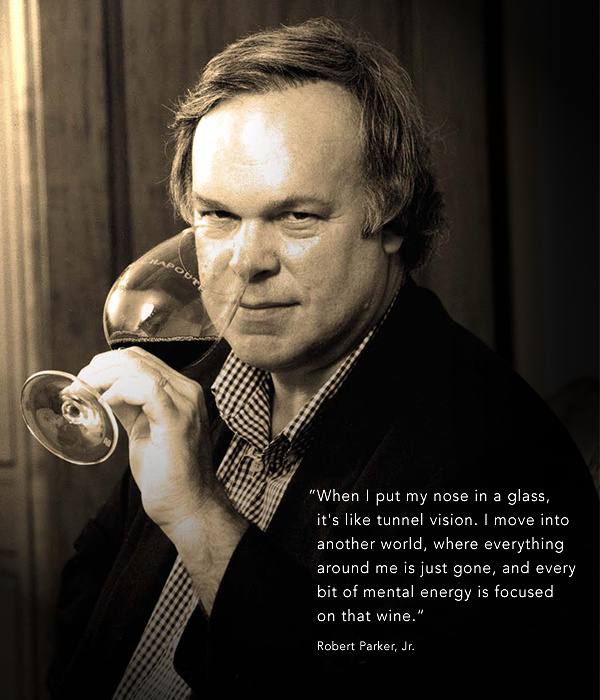 "When I put my nose in a glass,
it's like tunnel vision. I move into
another world, where everything
around me is just gone, and every
bit of mental energy is focused
on that wine."
Robert Parker, Jr.